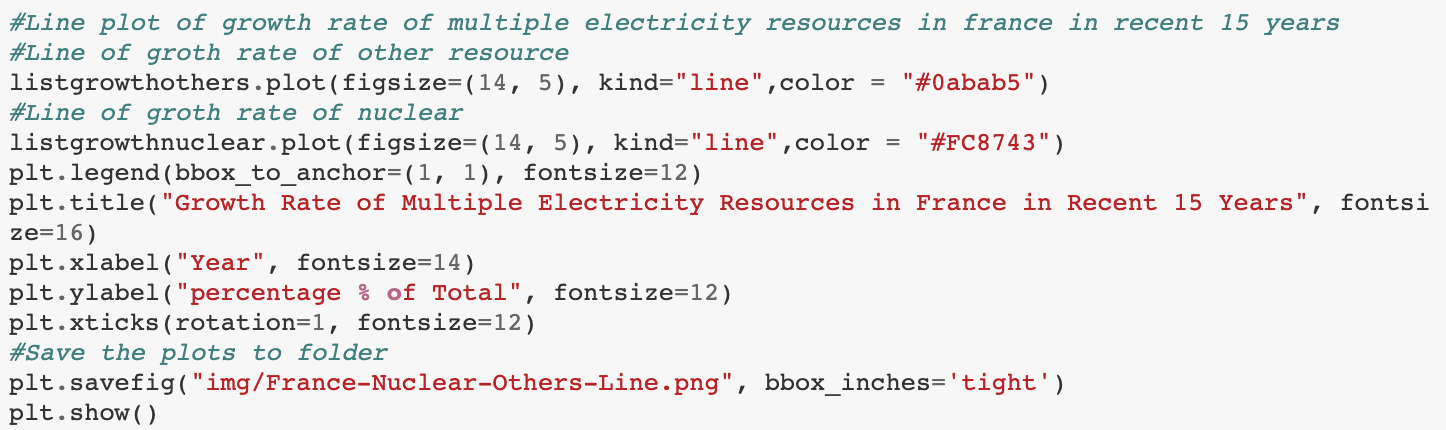 #Line plot of growth rate of multiple electricity resources in france in recent 15 years
#Line of groth rate of other resource
listgrowthothers.plot(figsize=(14, 5), kind="line",color = "#0abab5")
#Line of groth rate of nuclear
listgrowthnuclear.plot(figsize=(14, 5), kind="line",color = "#FC8743")
plt.legend(bbox_to_anchor=(1, 1), fontsize=12)
plt.title("Growth Rate of Multiple Electricity Resources in France in Recent 15 Years", fontsi
ze=16)
plt.xlabel("Year", fontsize=14)
plt.ylabel("percentage % of Total", fontsize=12)
plt.xticks(rotation=1, fontsize=12)
#Save the plots to folder
plt.savefig("img/France-Nuclear-Others-Line.png", bbox_inches='tight')
plt.show()